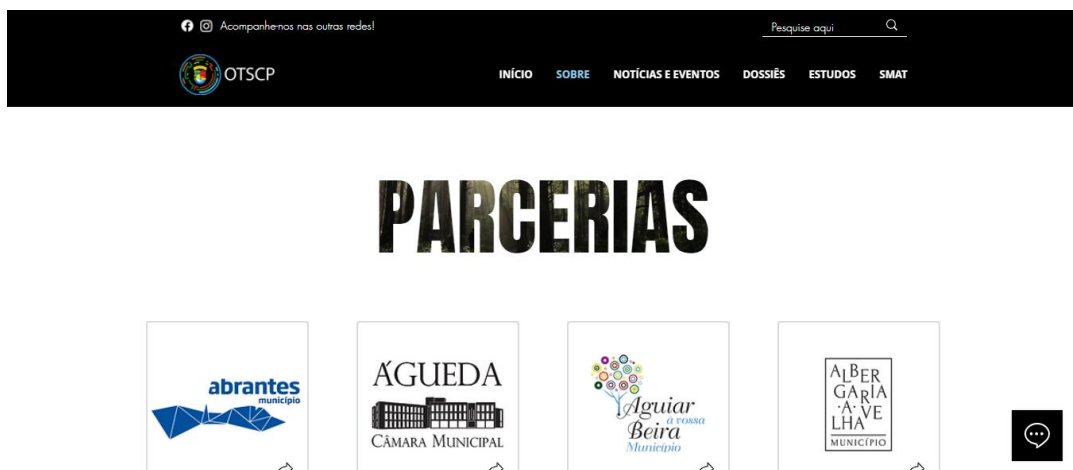 Acompanhe-nos nas outras redes!
Pesquise aqui
OTSCP
INÍCIO SOBRE NOTÍCIAS E EVENTOS DOSSIÊS ESTUDOS SMAT
PARCERIAS
abrantes
município
ÁGUEDA
CÂMARA MUNICIPAL
Aguiar
à vossa
Beira
Município
ALBER
GARIA
·A·VE
LHA
MUNICÍPIO